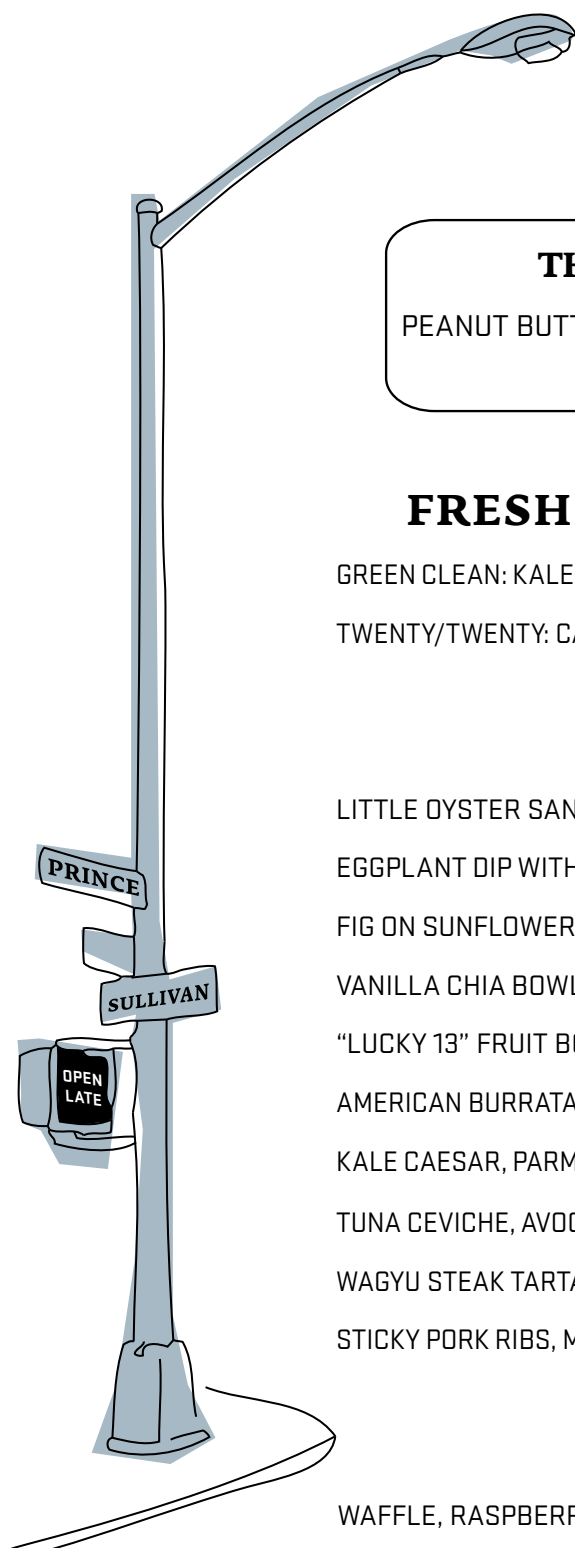 TH
PEANUT BUTT
FRESH
GREEN CLEAN: KALE
TWENTY/TWENTY: CA
LITTLE OYSTER SAN
EGGPLANT DIP WITH
FIG ON SUNFLOWER
VANILLA CHIA BOWL
“LUCKY 13” FRUIT BO
AMERICAN BURRATA
KALE CAESAR, PARM
TUNA CEVICHE, AVOC
WAGYU STEAK TARTA
STICKY PORK RIBS, M
WAFFLE, RASPBERR
PRINCE
SULLIVAN
OPEN
LATE